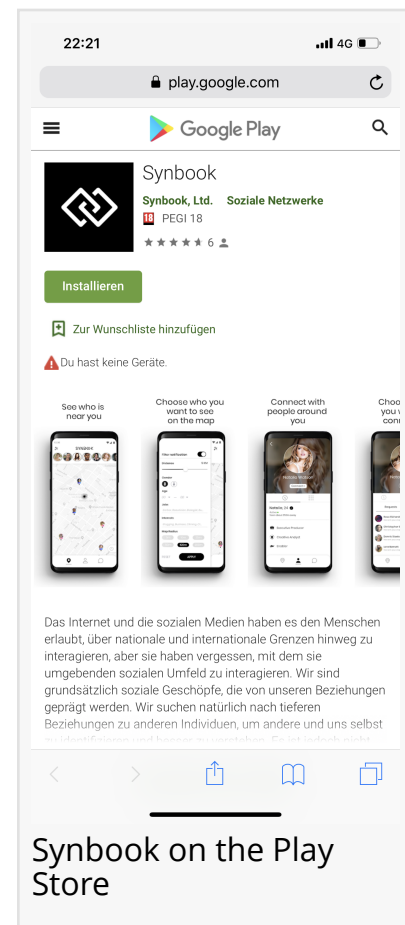 22:21
4G
play.google.com
Google Play
Synbook
Synbook, Ltd. Soziale Netzwerke
18 PEGI 18
6
Installieren
Zur Wunschliste hinzufügen
Du hast keine Geräte.
See who is
near you
Choose who you
want to see
on the map
Connect with
people around
you
SYNBOOK
APPLY
Executive Producer
Das Internet und die sozialen Medien haben es den Menschen
erlaubt, über nationale und internationale Grenzen hinweg zu
interagieren, aber sie haben vergessen, mit dem sie
umgebenden sozialen Umfeld zu interagieren. Wir sind
grundsätzlich soziale Geschöpfe, die von unseren Beziehungen
geprägt werden. Wir suchen natürlich nach tieferen
Beziehungen zu anderen Individuen, um andere und uns selbst
Synbook on the Play
Store